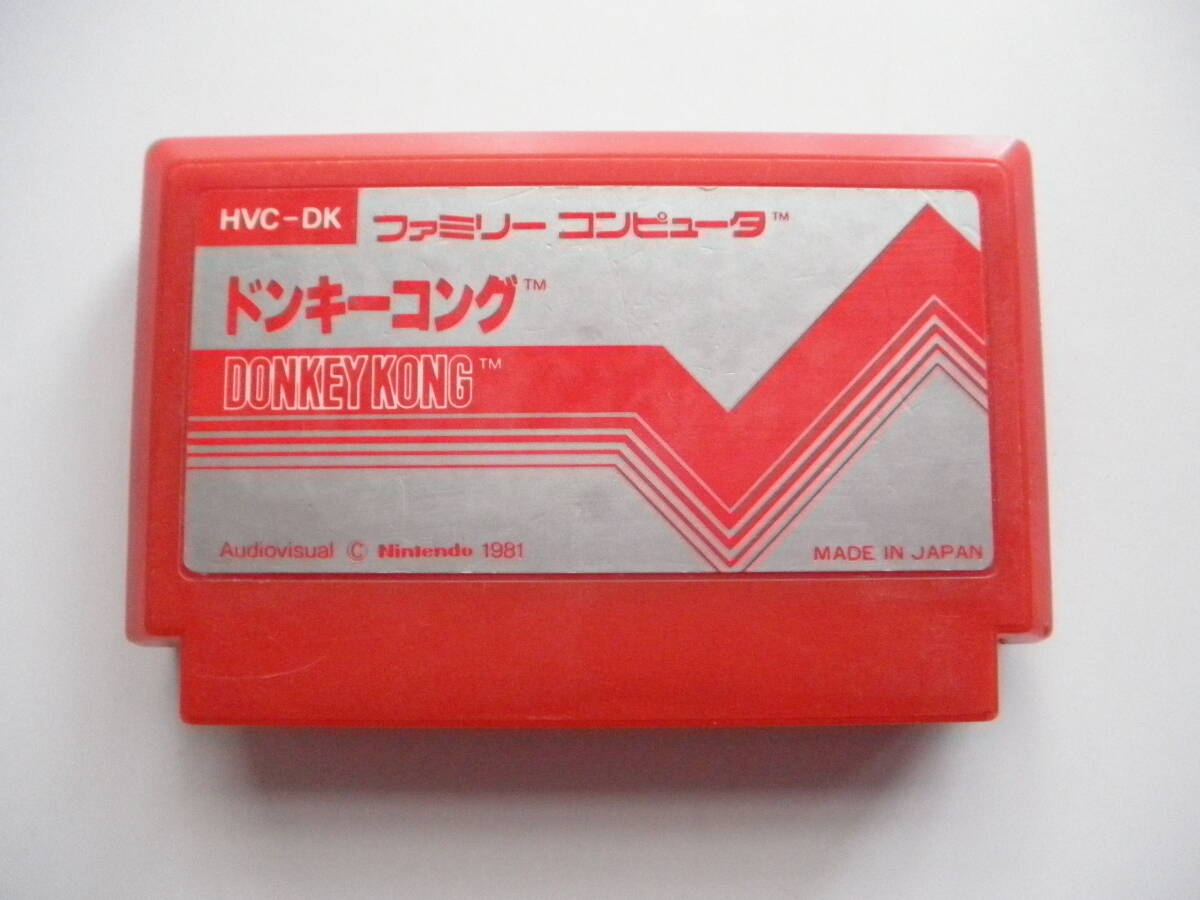 HVC-DK ファミリー コンピュータ™
ドンキーコング™
DONKEY KONG™
Audiovisual © Nintendo 1981
MADE IN JAPAN